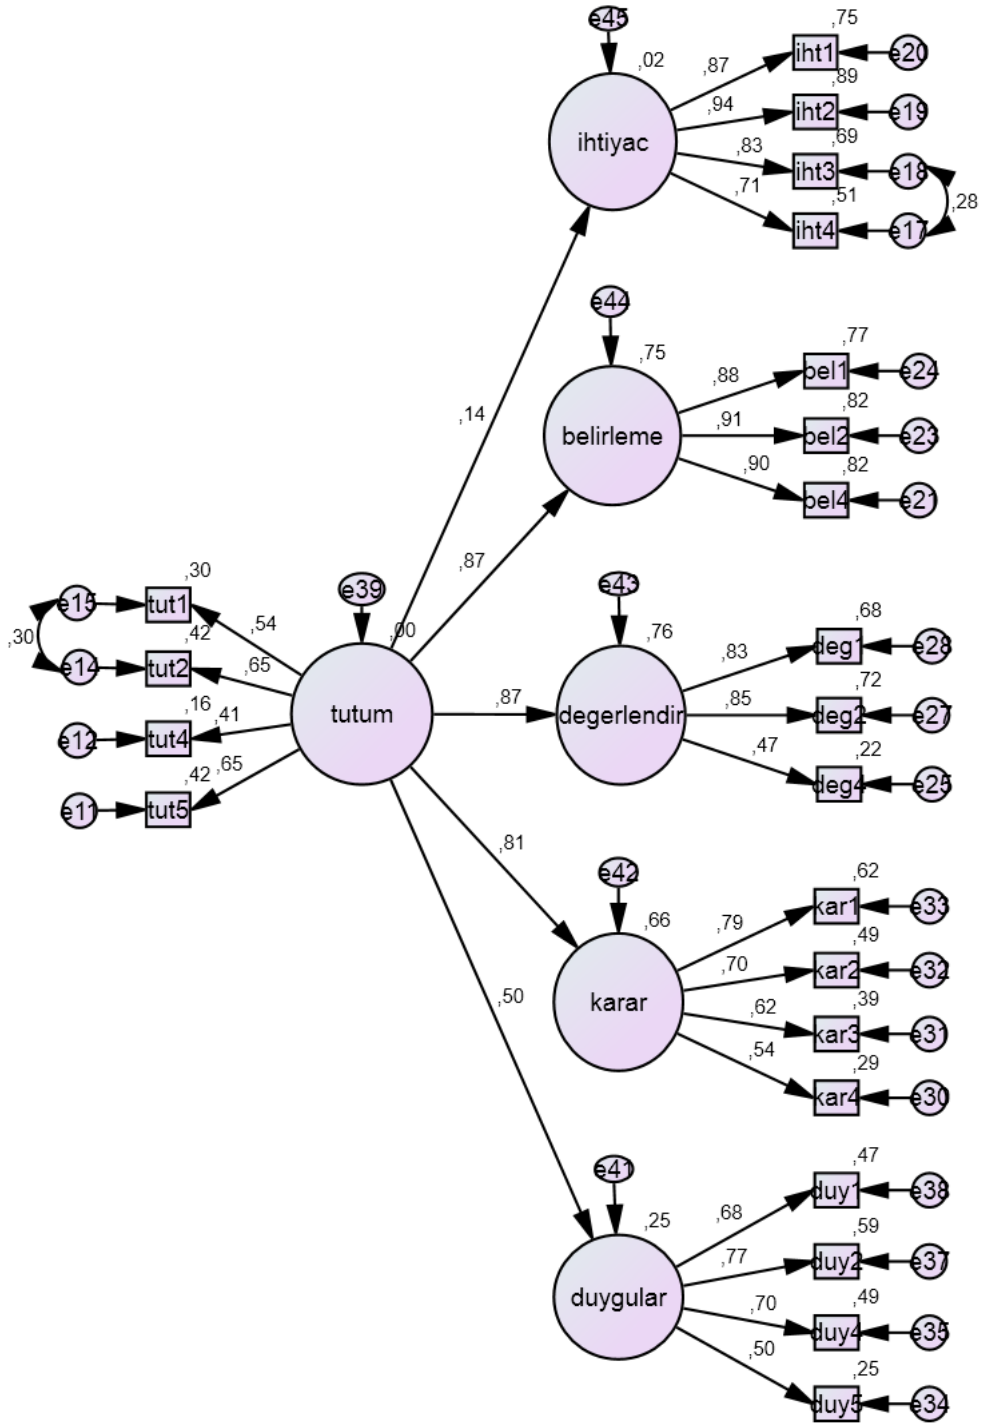 e45
,02
ihtiyac
,87
,94
,83
,71
,75
iht1
e20
,89
iht2
e19
,69
iht3
e18
,51
iht4
e17
,28
,14
e44
,75
belirleme
,88
,91
,90
,77
bel1
e24
,82
bel2
e23
,82
bel4
e21
,87
e15
,30
tut1
,54
,30
e14
,42
tut2
,65
e12
,16
tut4
,41
e11
,42
tut5
,65
e39
,00
tutum
,87
e43
,76
degerlendir
,83
,85
,47
,68
deg1
e28
,72
deg2
e27
,22
deg4
e25
,81
e42
,66
karar
,79
,70
,62
,54
,62
kar1
e33
,49
kar2
e32
,39
kar3
e31
,29
kar4
e30
,50
e41
,25
duygular
,68
,77
,70
,50
,47
duy1
e38
,59
duy2
e37
,49
duy4
e35
,25
duy5
e34